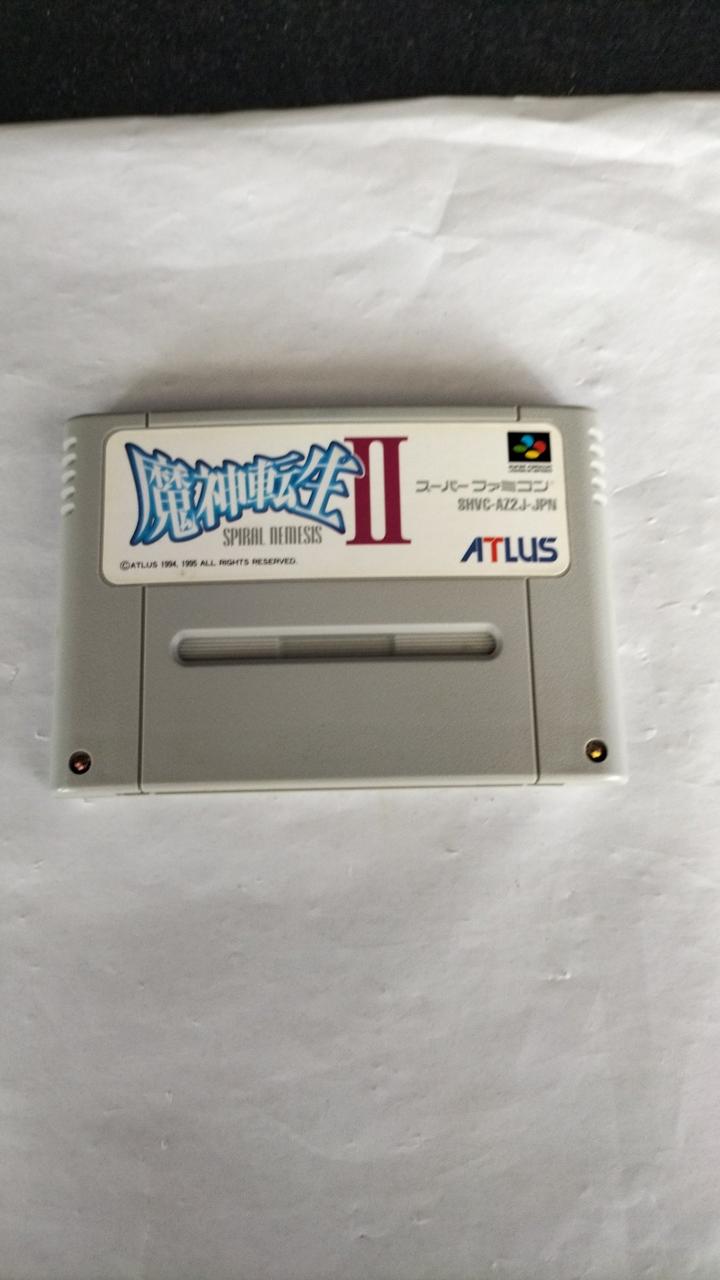 魔神転生II
SPIRAL NEMESIS
©ATLUS 1994, 1995 ALL RIGHTS RESERVED.
スーパーファミコン
SHVC-AZ2J-JPN
ATLUS